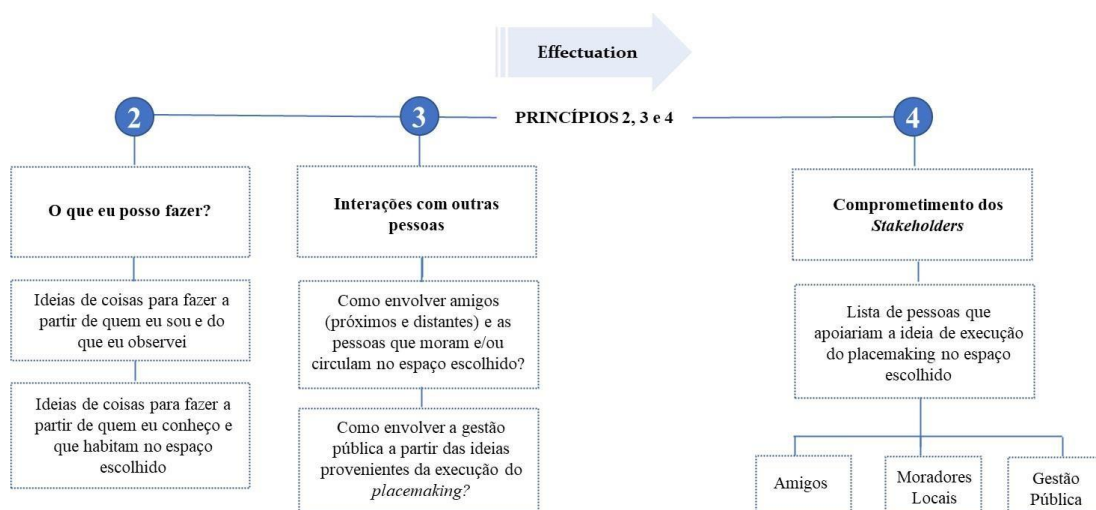 Effectuation
2
3
PRINCÍPIOS 2, 3 e 4
4
O que eu posso fazer?
Ideias de coisas para fazer a
partir de quem eu sou e do
que eu observei
Ideias de coisas para fazer a
partir de quem eu conheço e
que habitam no espaço
escolhido
Interações com outras
pessoas
Como envolver amigos
(próximos e distantes) e as
pessoas que moram e/ou
circulam no espaço escolhido?
Como envolver a gestão
pública a partir das ideias
provenientes da execução do
placemaking?
Comprometimento dos
Stakeholders
Lista de pessoas que
apoiariam a ideia de execução
do placemaking no espaço
escolhido
Amigos
Moradores
Locais
Gestão
Pública